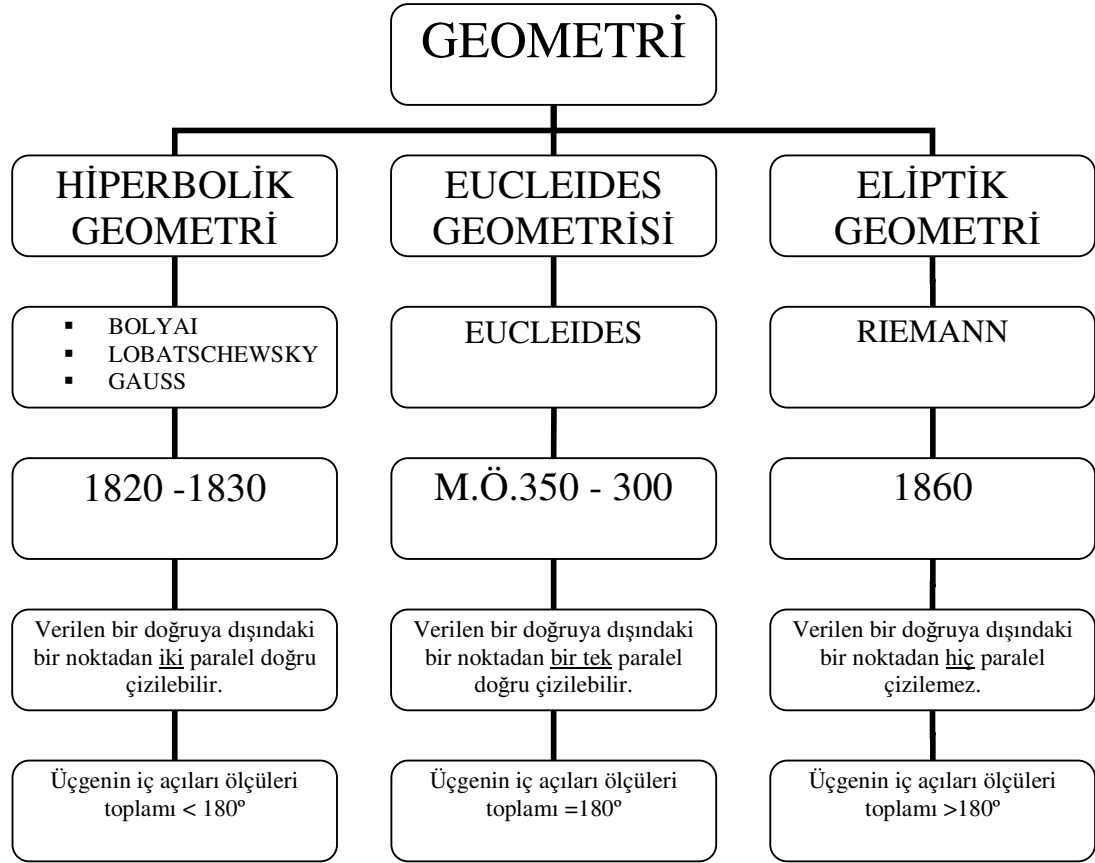 GEOMETRİ
HİPERBOLİK
GEOMETRİ
▪ BOLYAI
▪ LOBATSCHEWSKY
▪ GAUSS
1820 -1830
Verilen bir doğruya dışındaki
bir noktadan iki paralel doğru
çizilebilir.
Üçgenin iç açıları ölçüleri
toplamı < 180º
EUCLEIDES
GEOMETRİSİ
EUCLEIDES
M.Ö.350 - 300
Verilen bir doğruya dışındaki
bir noktadan bir tek paralel
doğru çizilebilir.
Üçgenin iç açıları ölçüleri
toplamı =180º
ELİPTİK
GEOMETRİ
RIEMANN
1860
Verilen bir doğruya dışındaki
bir noktadan hiç paralel
çizilemez.
Üçgenin iç açıları ölçüleri
toplamı >180º